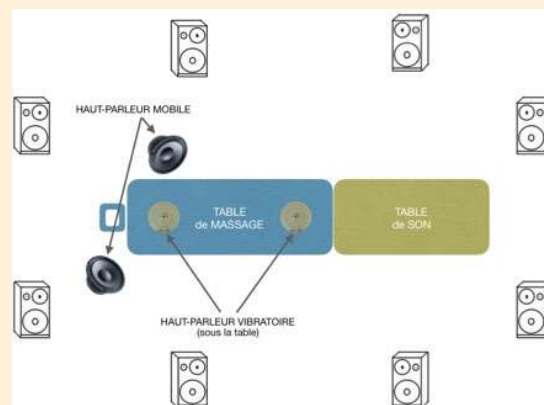 HAUT-PARLEUR MOBILE
TABLE
de MASSAGE
TABLE
de SON
HAUT-PARLEUR VIBRATOIRE
(sous la table)